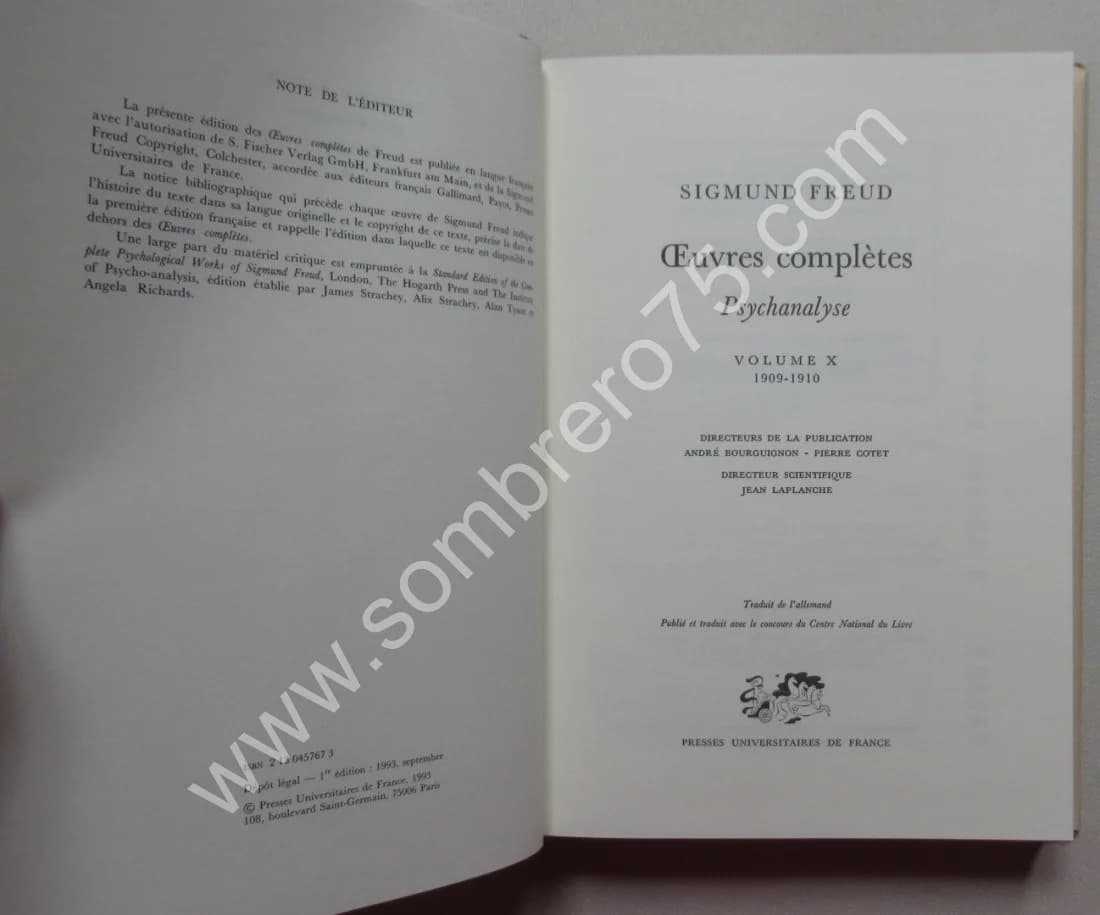 NOTE DE L'ÉDITEUR
La présente édition des Œuvres complètes de Freud est publiée en langue française
avec l'autorisation de S. Fischer Verlag GmbH, Frankfurt am Main, et de la Sigmund
Freud Copyright, Colchester, accordée aux éditeurs français Gallimard, Payot, Presses
Universitaires de France.
La notice bibliographique qui précède chaque œuvre de Sigmund Freud indique
l'histoire du texte dans sa langue originelle et le copyright de ce texte, précise la date de
la première édition française et rappelle l'édition dans laquelle ce texte est disponible en
dehors des Œuvres complètes.
Une large part du matériel critique est empruntée à la Standard Edition of the Com-
plete Psychological Works of Sigmund Freud, London, The Hogarth Press and The Institute
of Psycho-analysis, édition établie par James Strachey, Alix Strachey, Alan Tyson et
Angela Richards.
ISBN 2 13 045767 3
Dépôt légal — 1re édition : 1993, septembre
© Presses Universitaires de France, 1993
108, boulevard Saint-Germain, 75006 Paris
SIGMUND FREUD
Œuvres complètes
Psychanalyse
VOLUME X
1909-1910
DIRECTEURS DE LA PUBLICATION
ANDRÉ BOURGUIGNON - PIERRE COTET
DIRECTEUR SCIENTIFIQUE
JEAN LAPLANCHE
Traduit de l'allemand
Publié et traduit avec le concours du Centre National du Livre
PRESSES UNIVERSITAIRES DE FRANCE
www.sombrero75.com